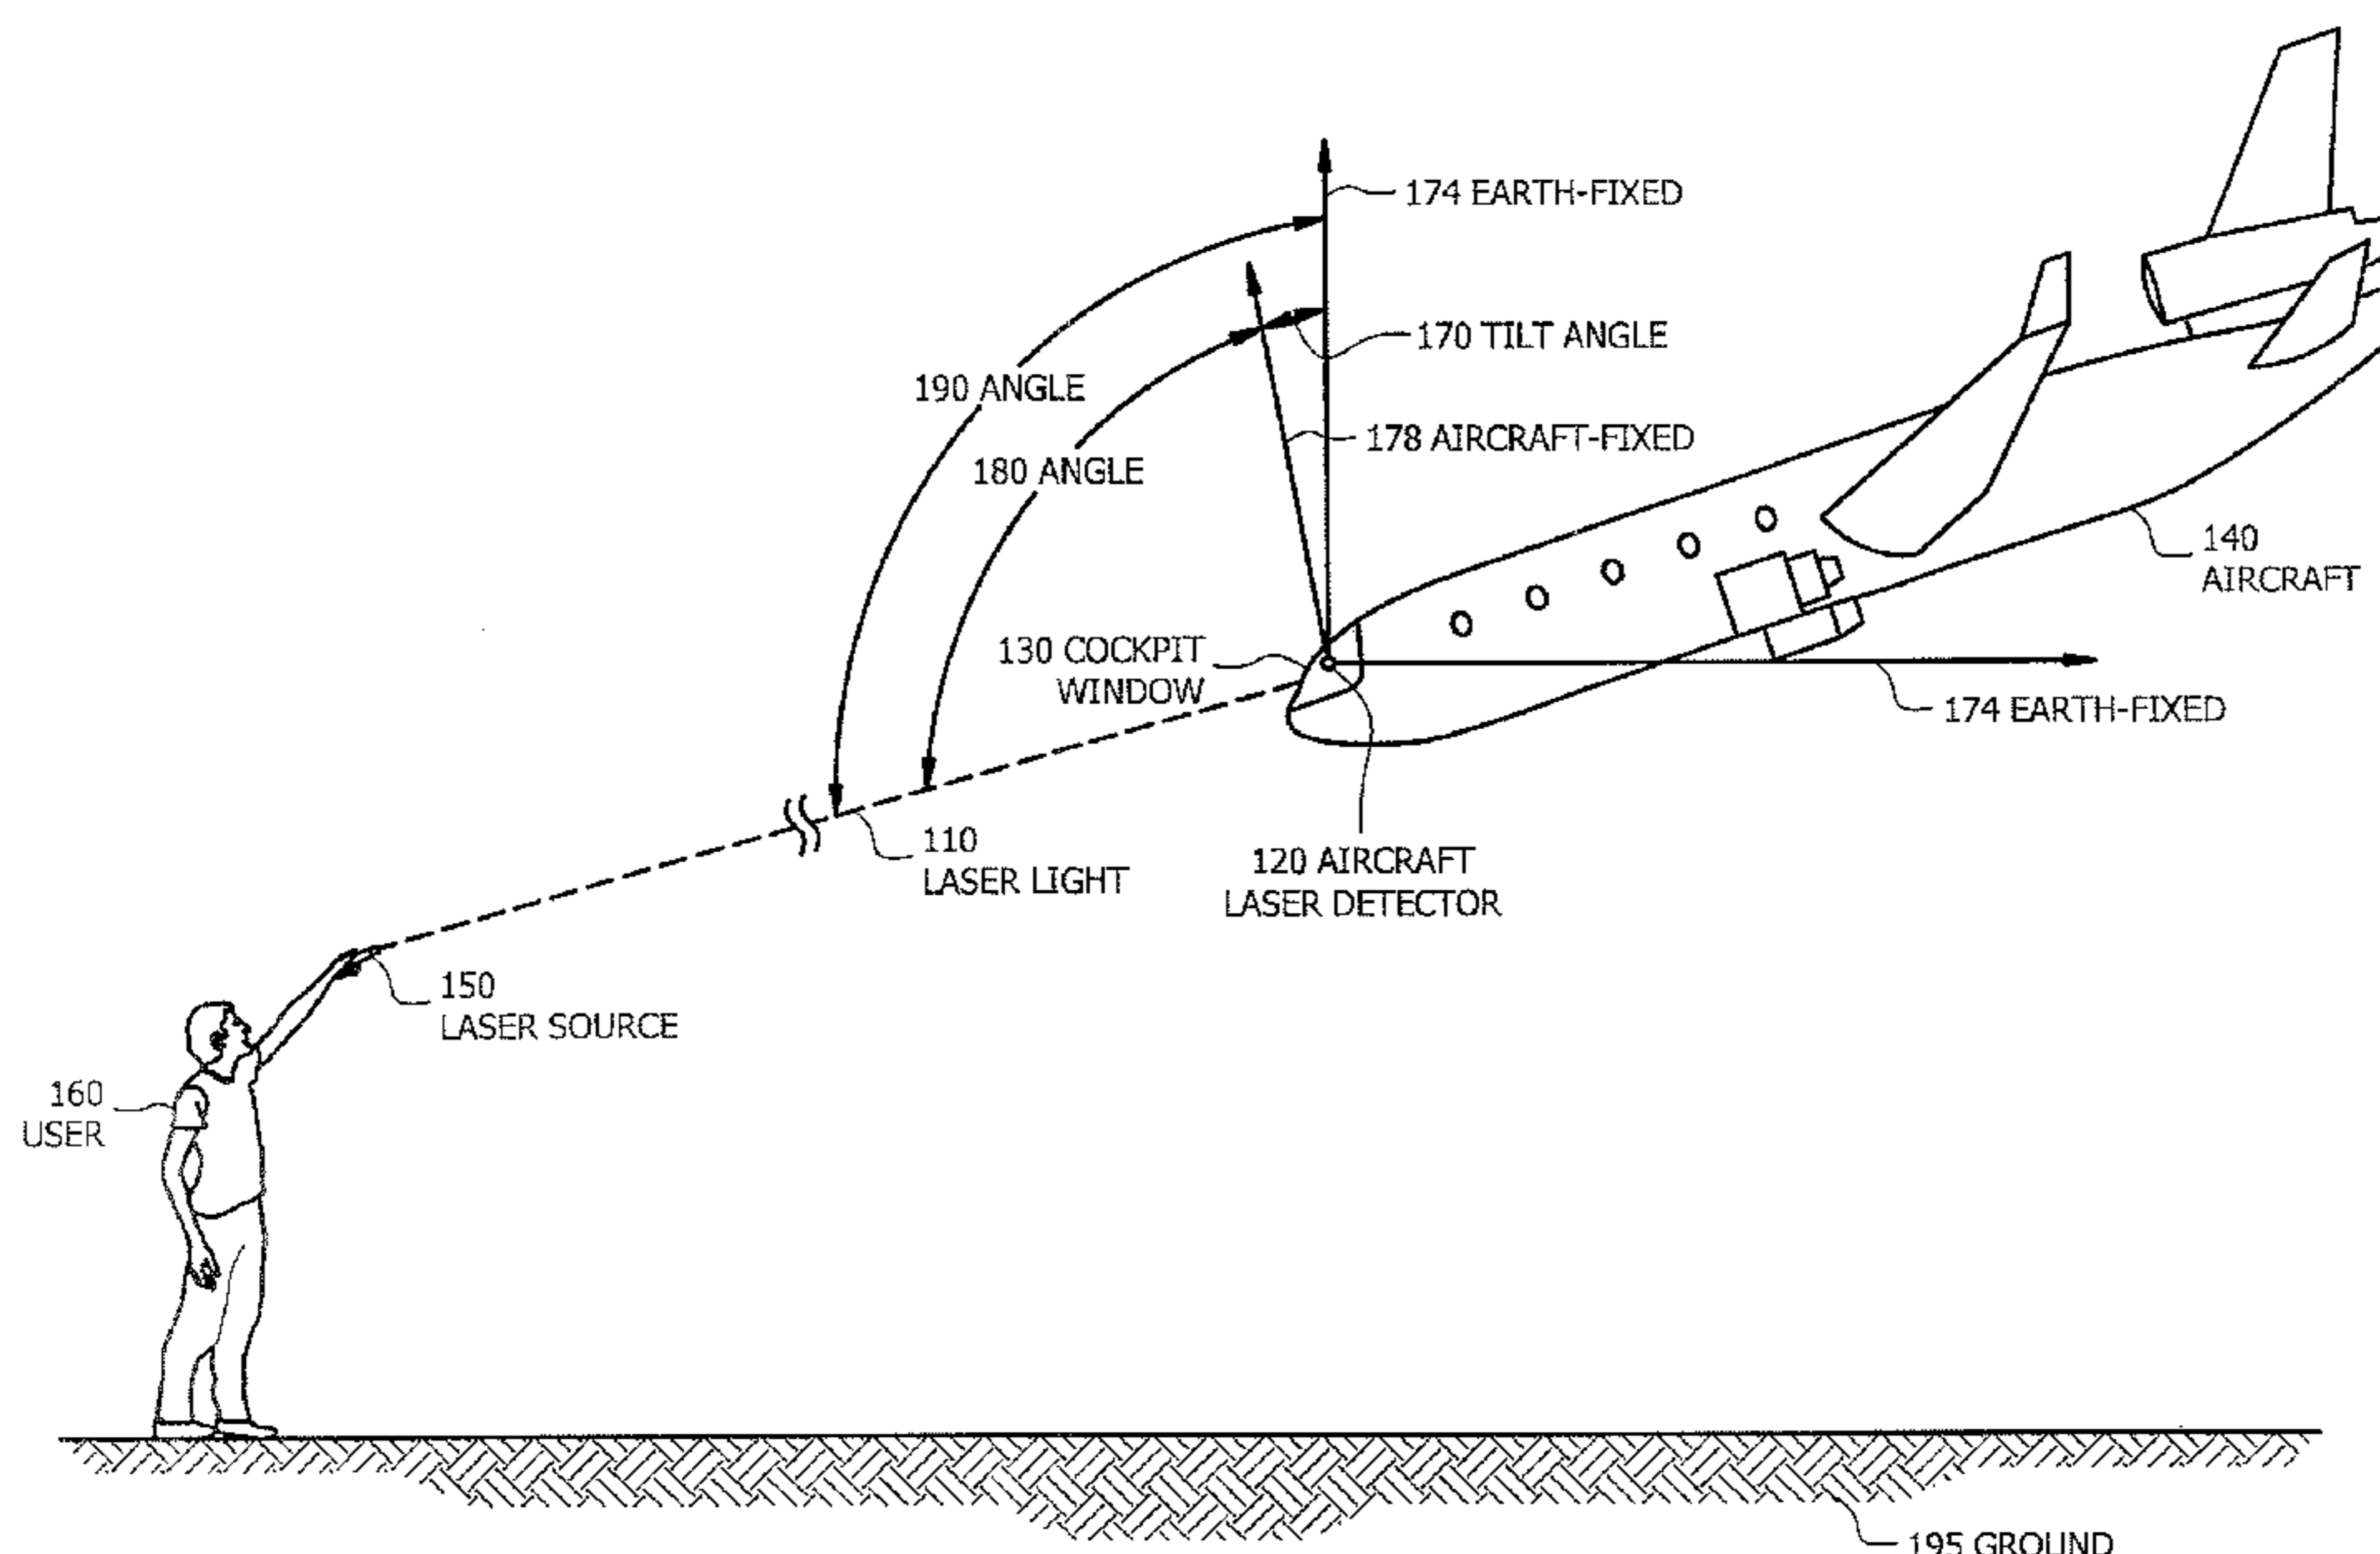 174 EARTH-FIXED
170 TILT ANGLE
190 ANGLE
178 AIRCRAFT-FIXED
180 ANGLE
140
AIRCRAFT
130 COCKPIT
WINDOW
174 EARTH-FIXED
110
LASER LIGHT
120 AIRCRAFT
LASER DETECTOR
150
LASER SOURCE
160
USER
195 GROUND